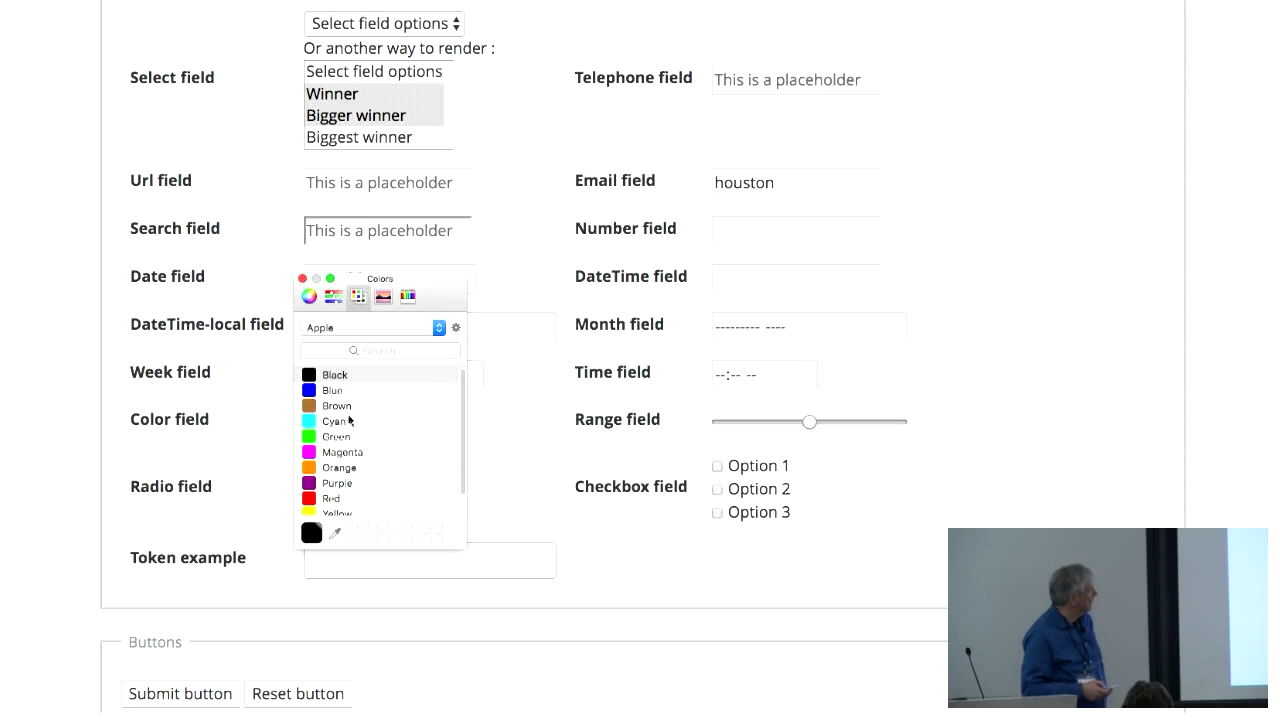 Select field options
Or another way to render :
Select field
Select field options
Winner
Bigger winner
Biggest winner
Telephone field
This is a placeholder
Url field
This is a placeholder
Email field
houston
Search field
This is a placeholder
Number field
Date field
DateTime field
Colors
DateTime-local field
Month field
--------- ----
Apple
Search
Week field
Time field
--:-- --
Black
Blue
Brown
Cyan
Green
Magenta
Orange
Purple
Red
Yellow
Color field
Range field
Radio field
Checkbox field
Option 1
Option 2
Option 3
Token example
Buttons
Submit button
Reset button